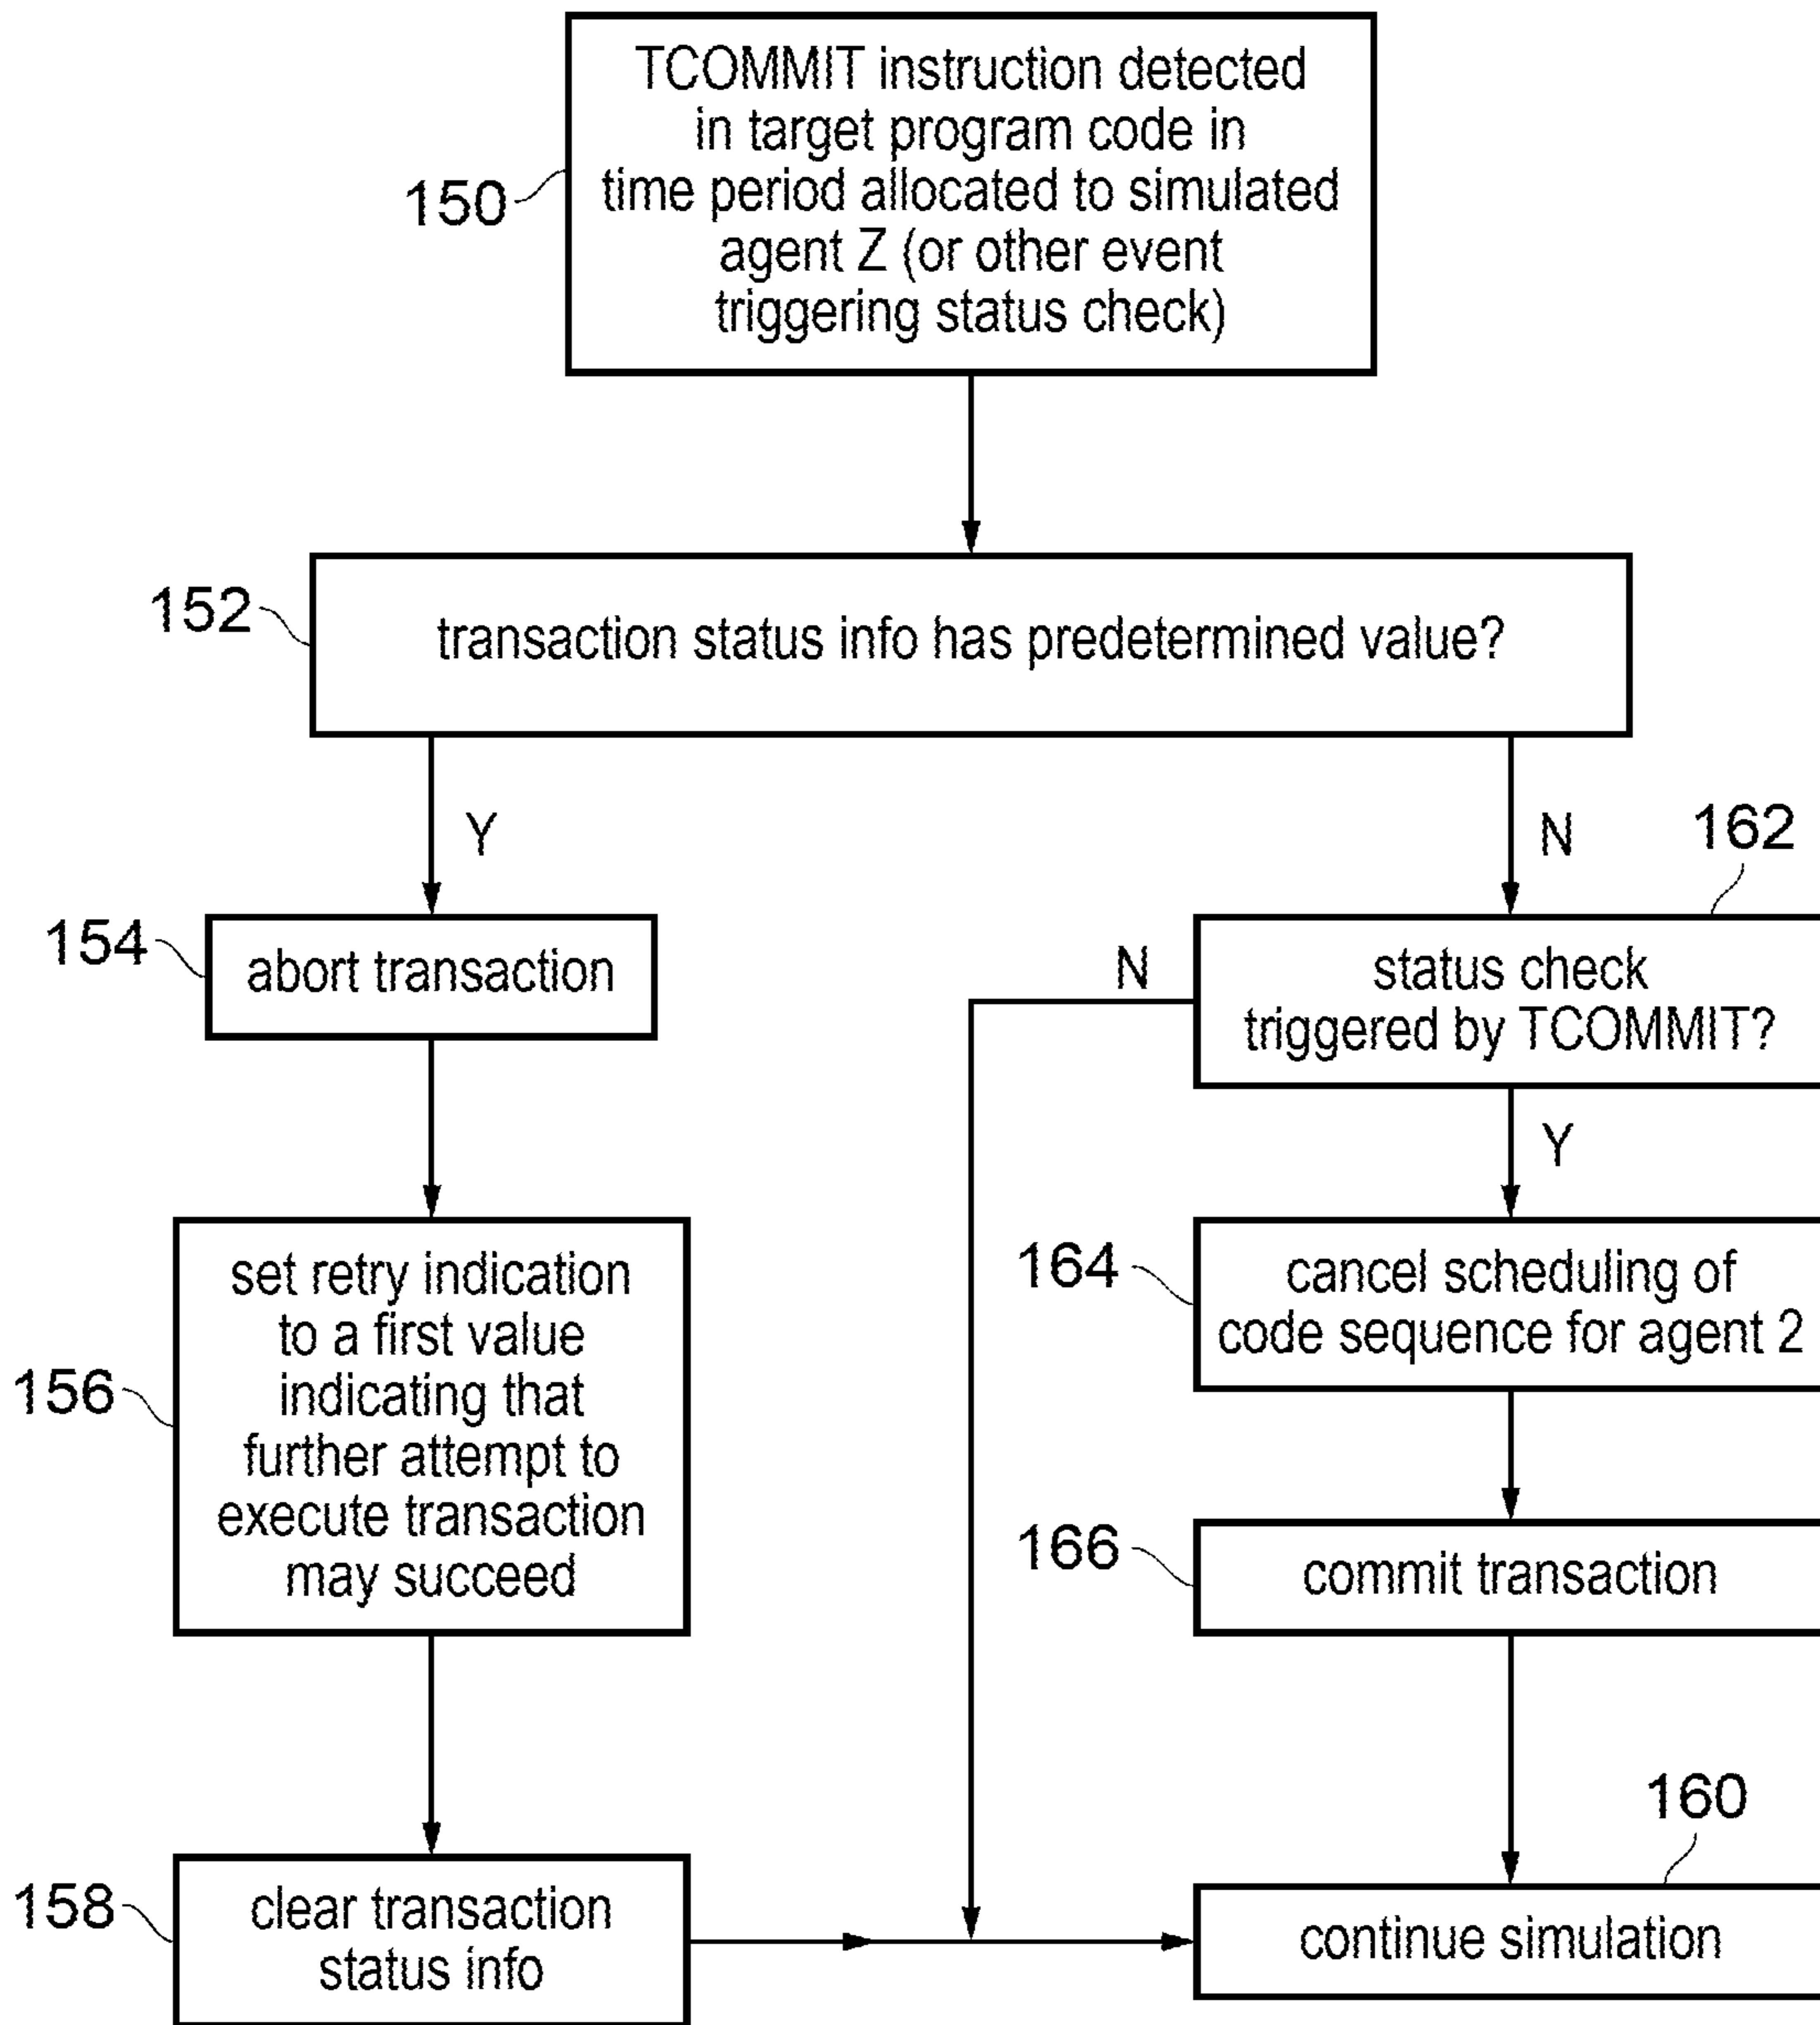 TCOMMIT instruction detected
in target program code in
time period allocated to simulated
agent Z (or other event
triggering status check)
150
152
transaction status info has predetermined value?
Y
N
162
154
abort transaction
N
status check
triggered by TCOMMIT?
Y
156
set retry indication
to a first value
indicating that
further attempt to
execute transaction
may succeed
164
cancel scheduling of
code sequence for agent 2
166
commit transaction
160
158
clear transaction
status info
continue simulation